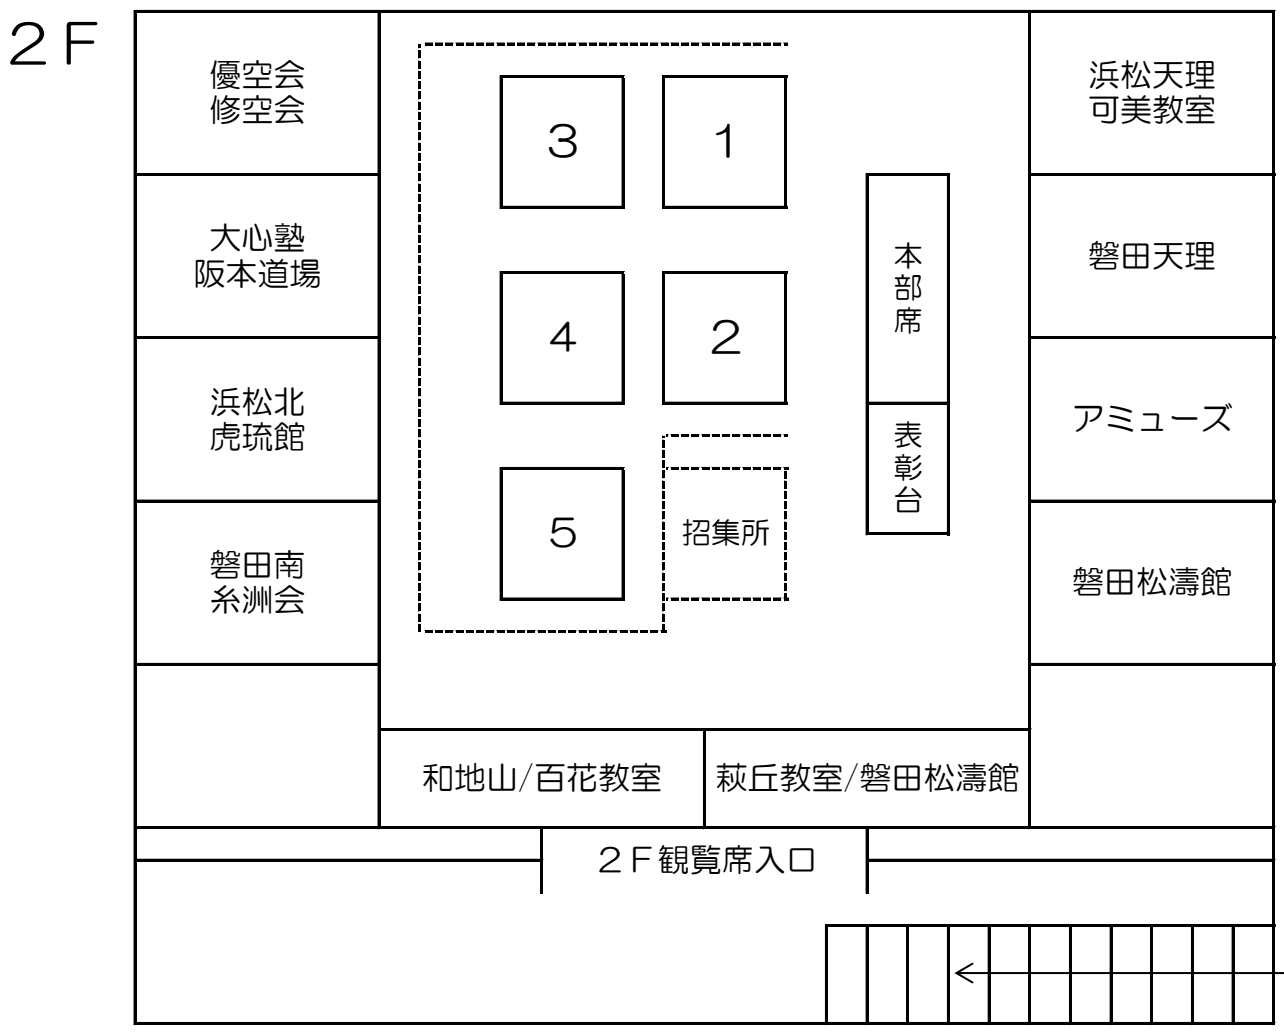 ２Ｆ
優空会
修空会
大心塾
阪本道場
浜松北
虎琉館
磐田南
糸洲会
3
1
4
2
5
招集所
本部席
表彰台
浜松天理
可美教室
磐田天理
アミューズ
磐田松濤館
和地山/百花教室
萩丘教室/磐田松濤館
２Ｆ観覧席入口